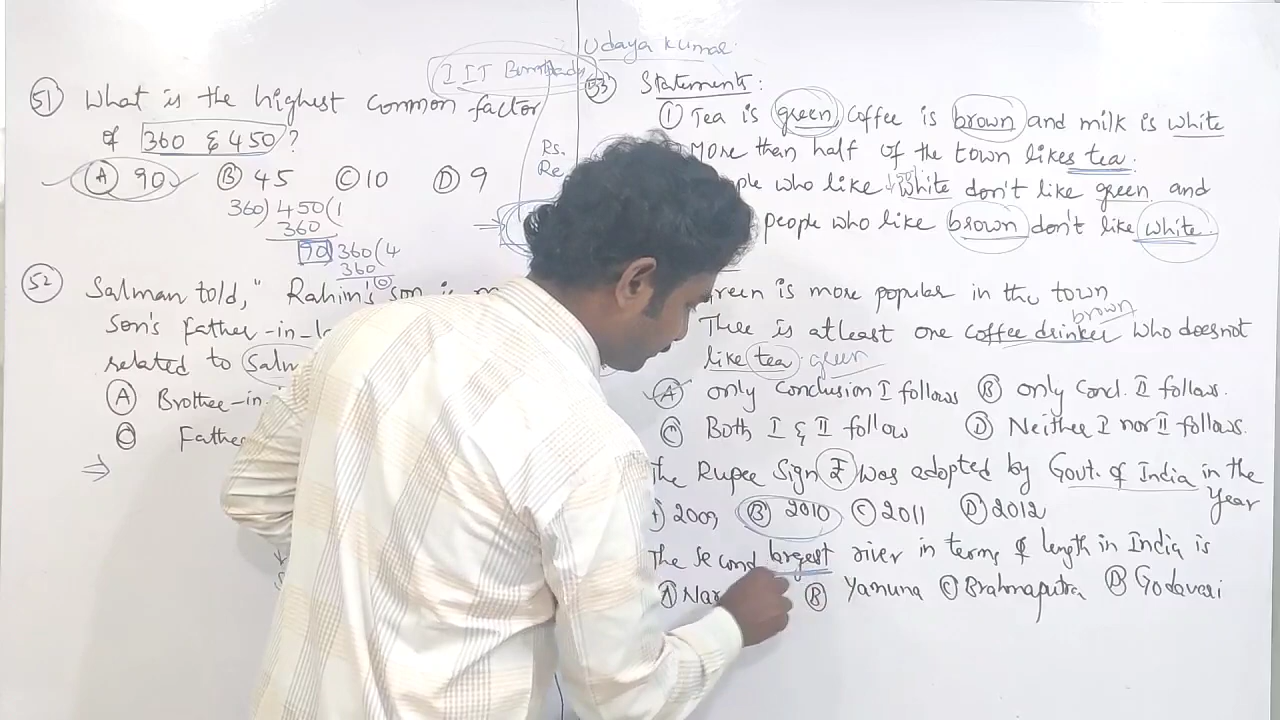 Udaya Kumar
51 What is the highest common factor
of 360 & 450?
A 90 B 45 C 10 D 9
360) 450 (1
360
90 360 (4
360
0
52 Salman told, " Rahim's son is
Son's father-in-
related to Salm
A Brother-in-
C Fathe
⇒
IIT
Rs.
Re
53 Statements:
1 Tea is green, Coffee is brown and milk is white
More than half of the town likes tea.
ple who like white don't like green and
people who like brown don't like white.
reen is more popular in the town
brown
There is atleast one coffee drinker who doesnot
like tea. green
A only Conclusion I follows B only Concl. II follows.
C Both I & II follow D Neither I nor II follows.
The Rupee Sign ₹ was adopted by Govt. of India in the
Year
2009 B 2010 C 2011 D 2012
The second largest river in terms of length in India is
A Nar B Yamuna C Brahmaputra D Godavari